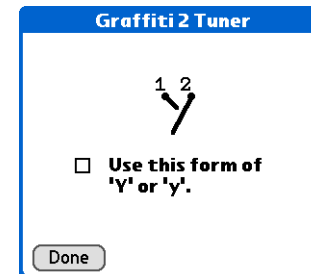 Graffiti 2 Tuner
1 2
Use this form of
'Y' or 'y'.
Done